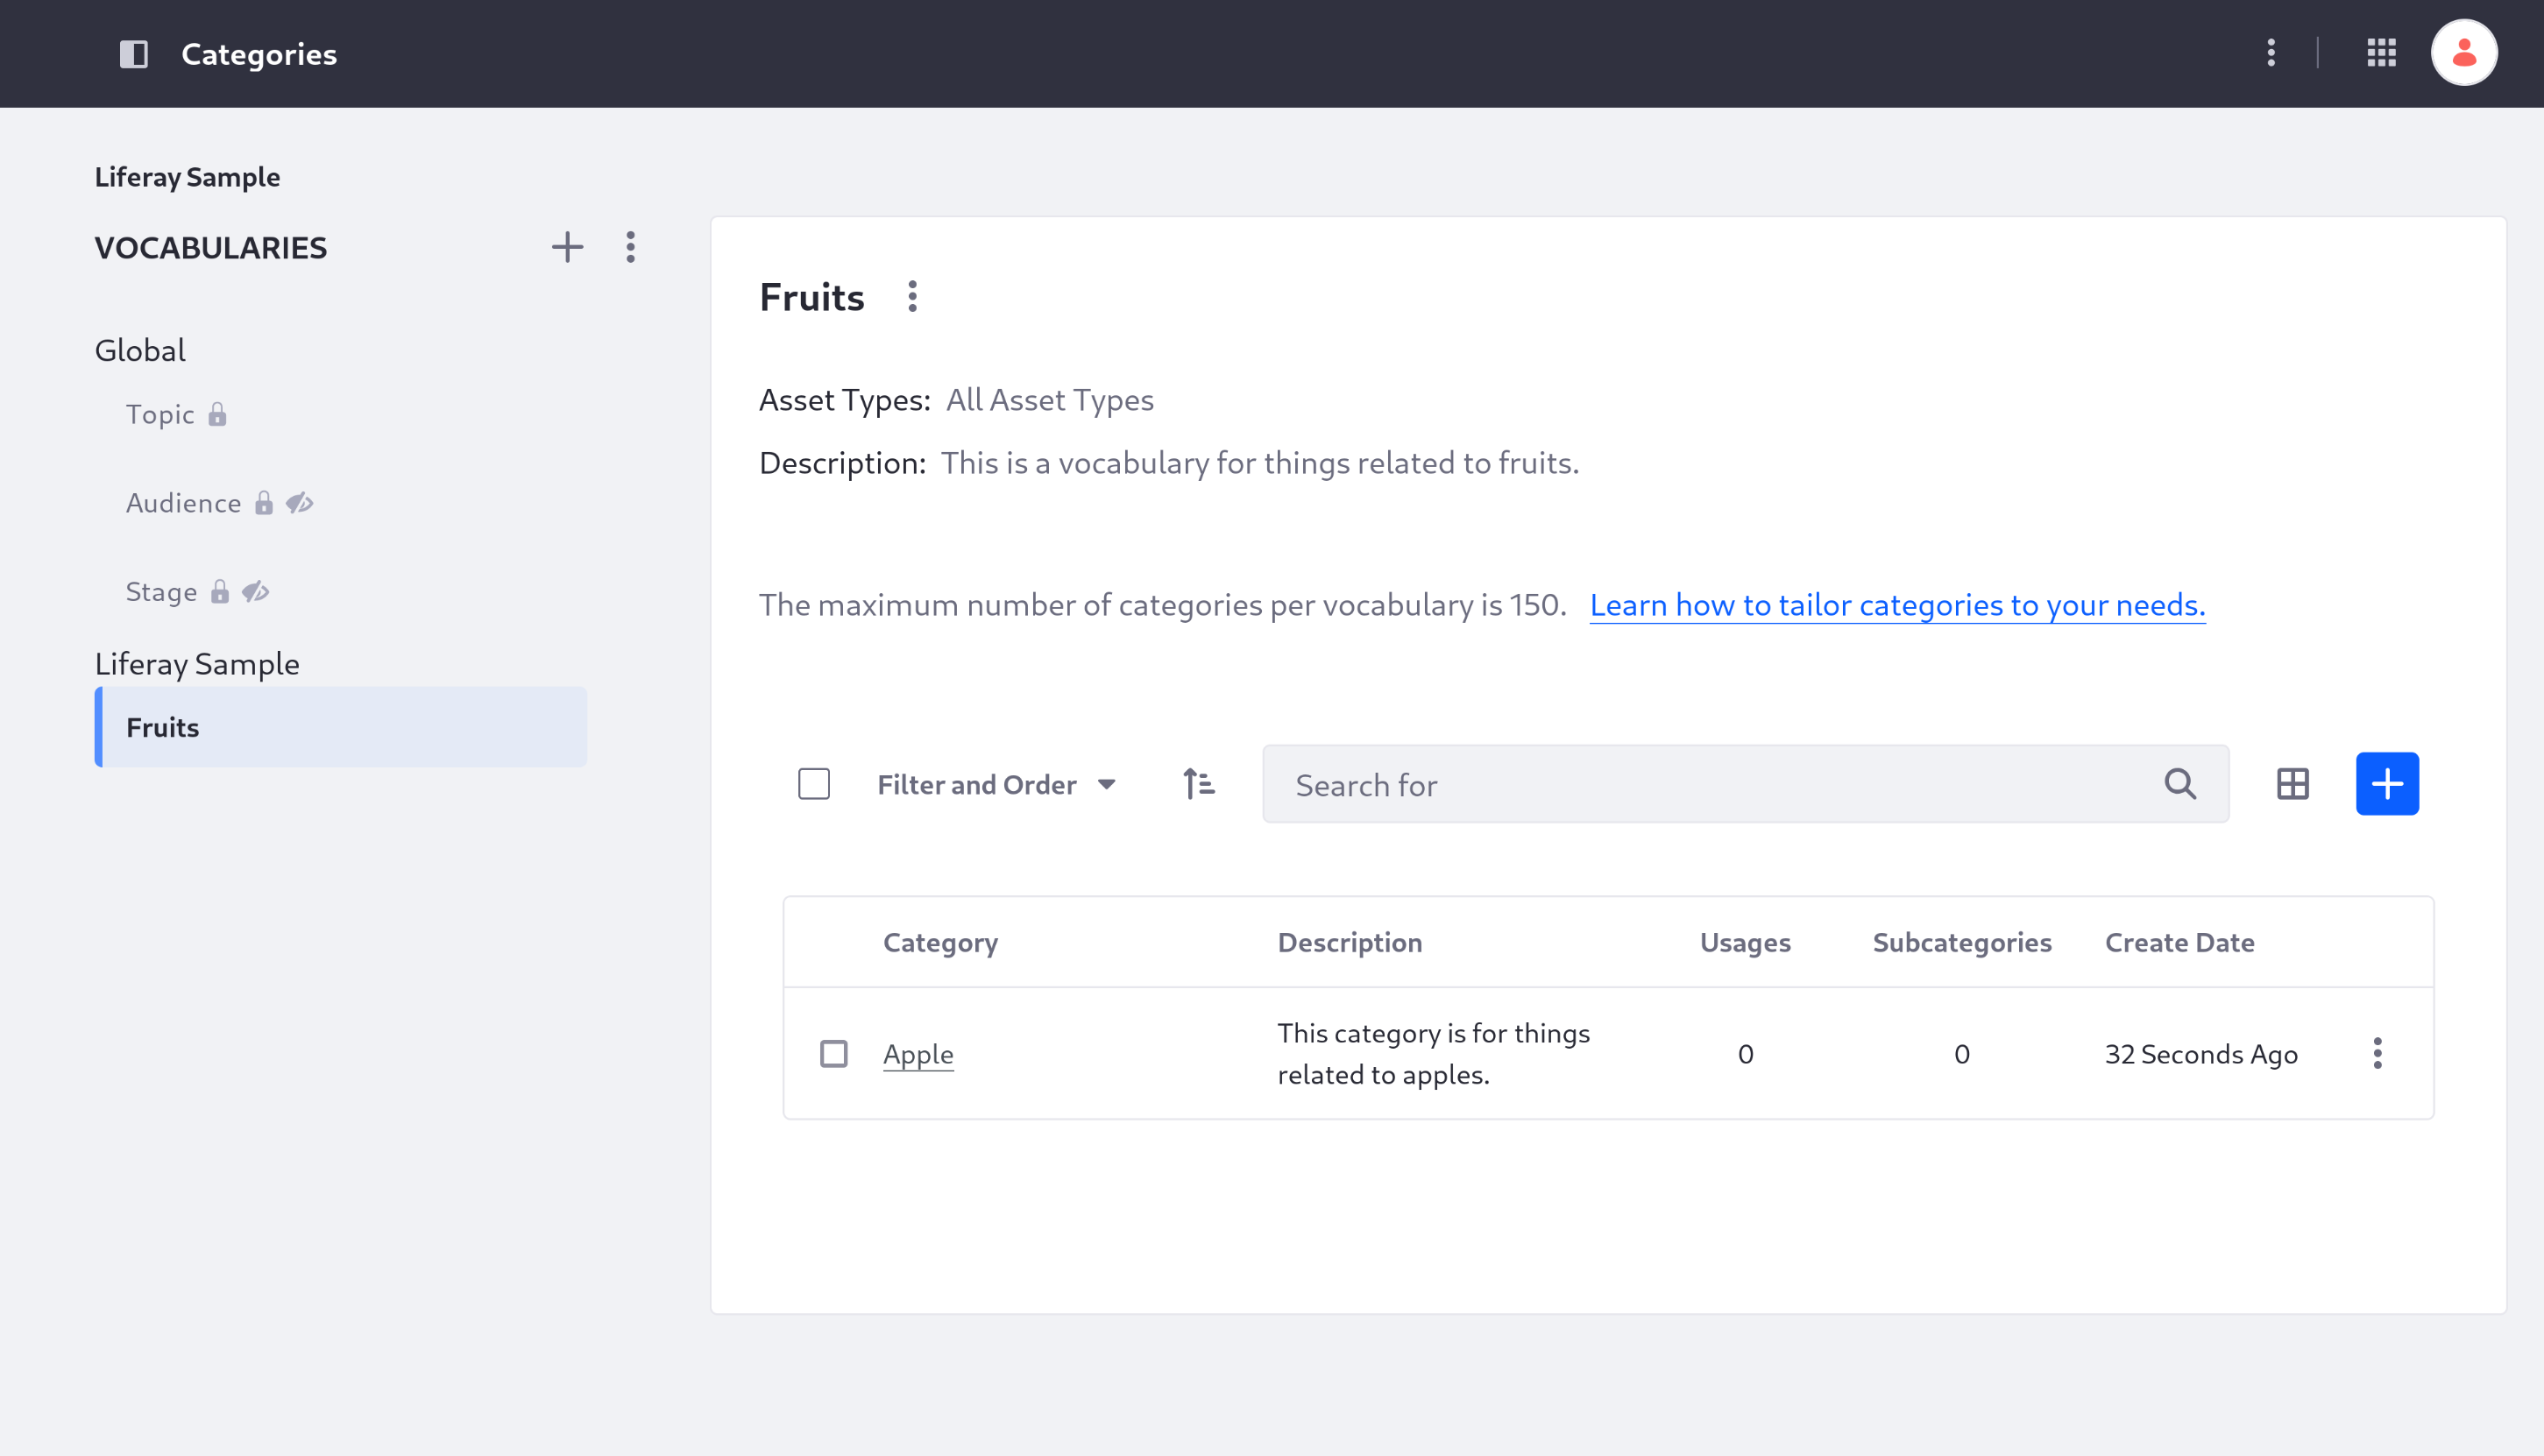 Categories
Liferay Sample
VOCABULARIES
Global
Topic
Audience
Stage
Liferay Sample
Fruits
Fruits
Asset Types: All Asset Types
Description: This is a vocabulary for things related to fruits.
The maximum number of categories per vocabulary is 150. Learn how to tailor categories to your needs.
Filter and Order
Search for
Category Description Usages Subcategories Create Date
Apple This category is for things related to apples. 0 0 32 Seconds Ago